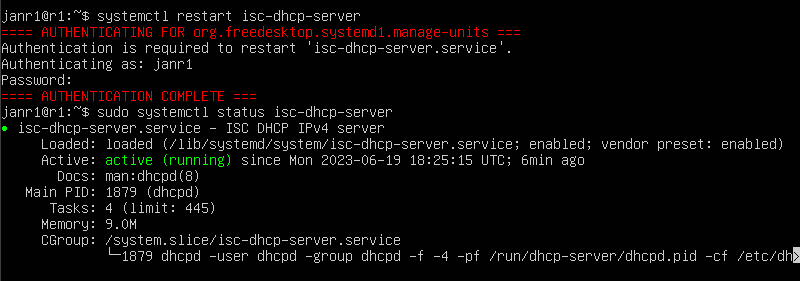 janr1@r1:~$ systemctl restart isc-dhcp-server
==== AUTHENTICATING FOR org.freedesktop.systemd1.manage-units ===
Authentication is required to restart 'isc-dhcp-server.service'.
Authenticating as: janr1
Password:
==== AUTHENTICATION COMPLETE ===
janr1@r1:~$ sudo systemctl status isc-dhcp-server
● isc-dhcp-server.service - ISC DHCP IPv4 server
Loaded: loaded (/lib/systemd/system/isc-dhcp-server.service; enabled; vendor preset: enabled)
Active: active (running) since Mon 2023-06-19 18:25:15 UTC; 6min ago
Docs: man:dhcpd(8)
Main PID: 1879 (dhcpd)
Tasks: 4 (limit: 445)
Memory: 9.0M
CGroup: /system.slice/isc-dhcp-server.service
└─1879 dhcpd -user dhcpd -group dhcpd -f -4 -pf /run/dhcp-server/dhcpd.pid -cf /etc/dh>